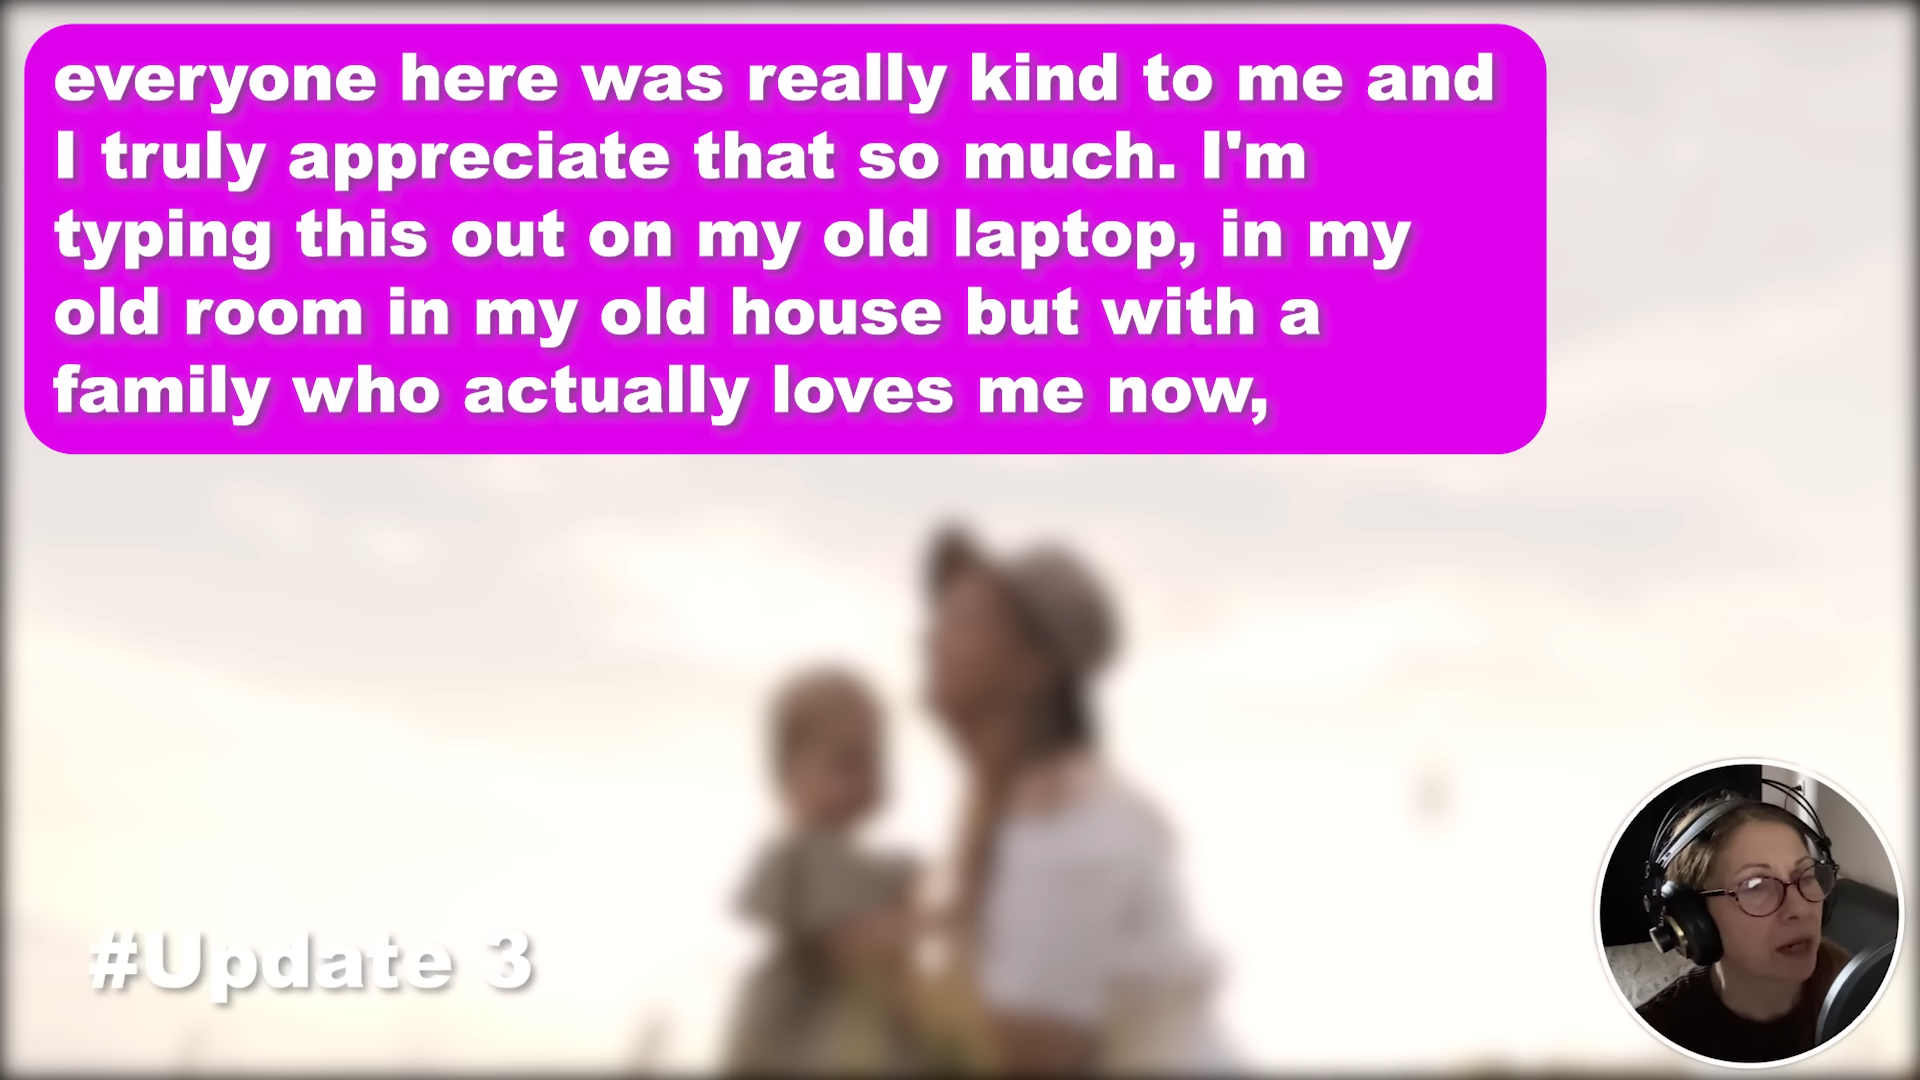 everyone here was really kind to me and
I truly appreciate that so much. I'm
typing this out on my old laptop, in my
old room in my old house but with a
family who actually loves me now,
#Update 3